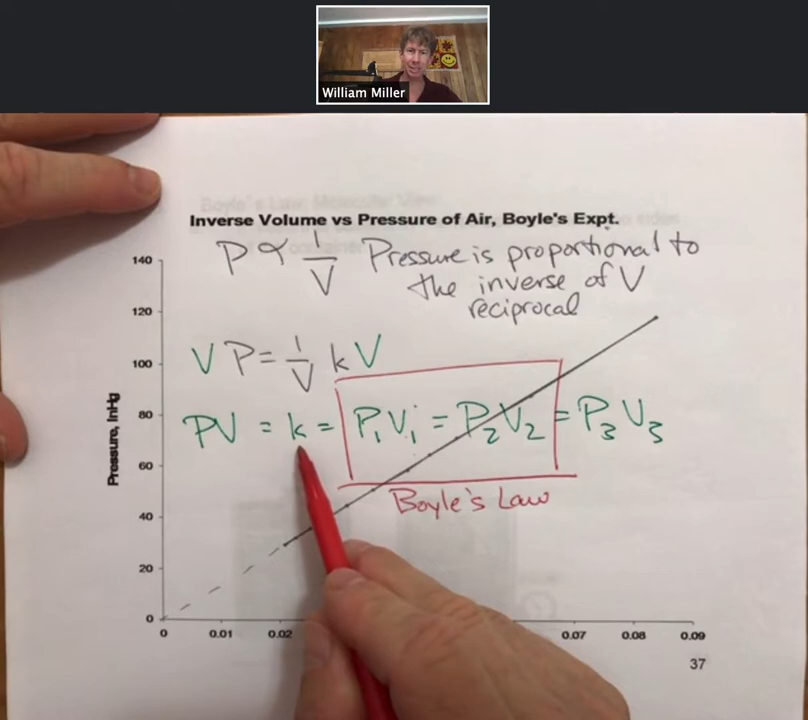 William Miller
Inverse Volume vs Pressure of Air, Boyle's Expt.
P ∝ 1/V Pressure is proportional to
the inverse of V
reciprocal
V P = 1/V k V
PV = k = P₁V₁ = P₂V₂ = P₃V₃
Boyle's Law
Pressure, InHg
140
120
100
80
60
40
20
0
0 0.01 0.02 0.07 0.08 0.09
37